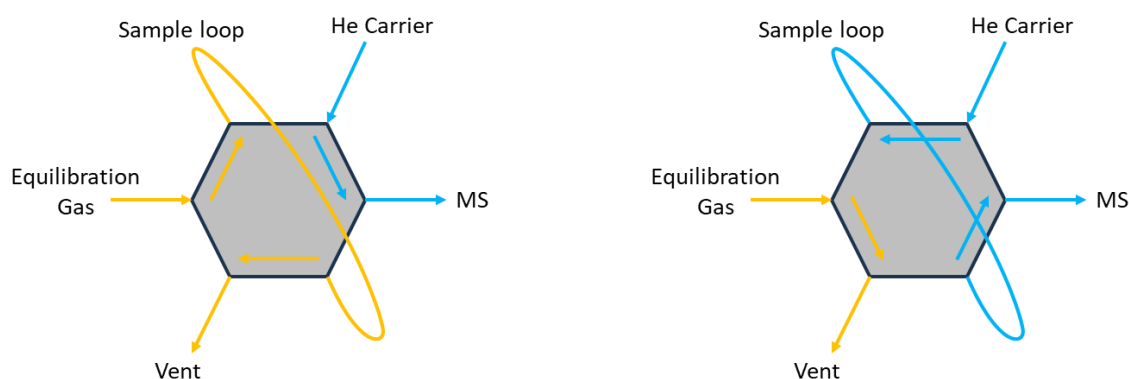 Sample loop
He Carrier
Equilibration
Gas
MS
Vent
Sample loop
He Carrier
Equilibration
Gas
MS
Vent